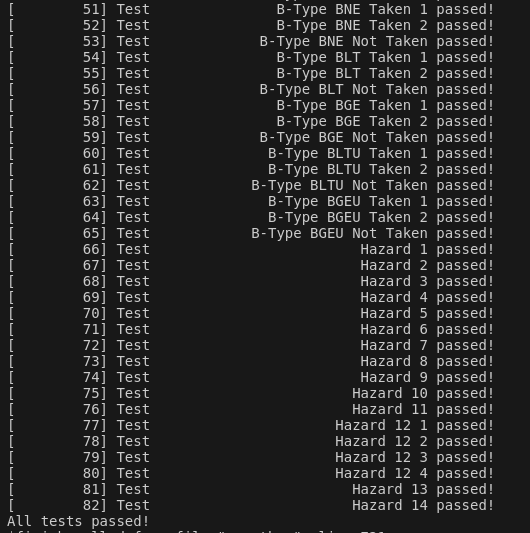 [ 51] Test B-Type BNE Taken 1 passed!
[ 52] Test B-Type BNE Taken 2 passed!
[ 53] Test B-Type BNE Not Taken passed!
[ 54] Test B-Type BLT Taken 1 passed!
[ 55] Test B-Type BLT Taken 2 passed!
[ 56] Test B-Type BLT Not Taken passed!
[ 57] Test B-Type BGE Taken 1 passed!
[ 58] Test B-Type BGE Taken 2 passed!
[ 59] Test B-Type BGE Not Taken passed!
[ 60] Test B-Type BLTU Taken 1 passed!
[ 61] Test B-Type BLTU Taken 2 passed!
[ 62] Test B-Type BLTU Not Taken passed!
[ 63] Test B-Type BGEU Taken 1 passed!
[ 64] Test B-Type BGEU Taken 2 passed!
[ 65] Test B-Type BGEU Not Taken passed!
[ 66] Test Hazard 1 passed!
[ 67] Test Hazard 2 passed!
[ 68] Test Hazard 3 passed!
[ 69] Test Hazard 4 passed!
[ 70] Test Hazard 5 passed!
[ 71] Test Hazard 6 passed!
[ 72] Test Hazard 7 passed!
[ 73] Test Hazard 8 passed!
[ 74] Test Hazard 9 passed!
[ 75] Test Hazard 10 passed!
[ 76] Test Hazard 11 passed!
[ 77] Test Hazard 12 1 passed!
[ 78] Test Hazard 12 2 passed!
[ 79] Test Hazard 12 3 passed!
[ 80] Test Hazard 12 4 passed!
[ 81] Test Hazard 13 passed!
[ 82] Test Hazard 14 passed!
All tests passed!